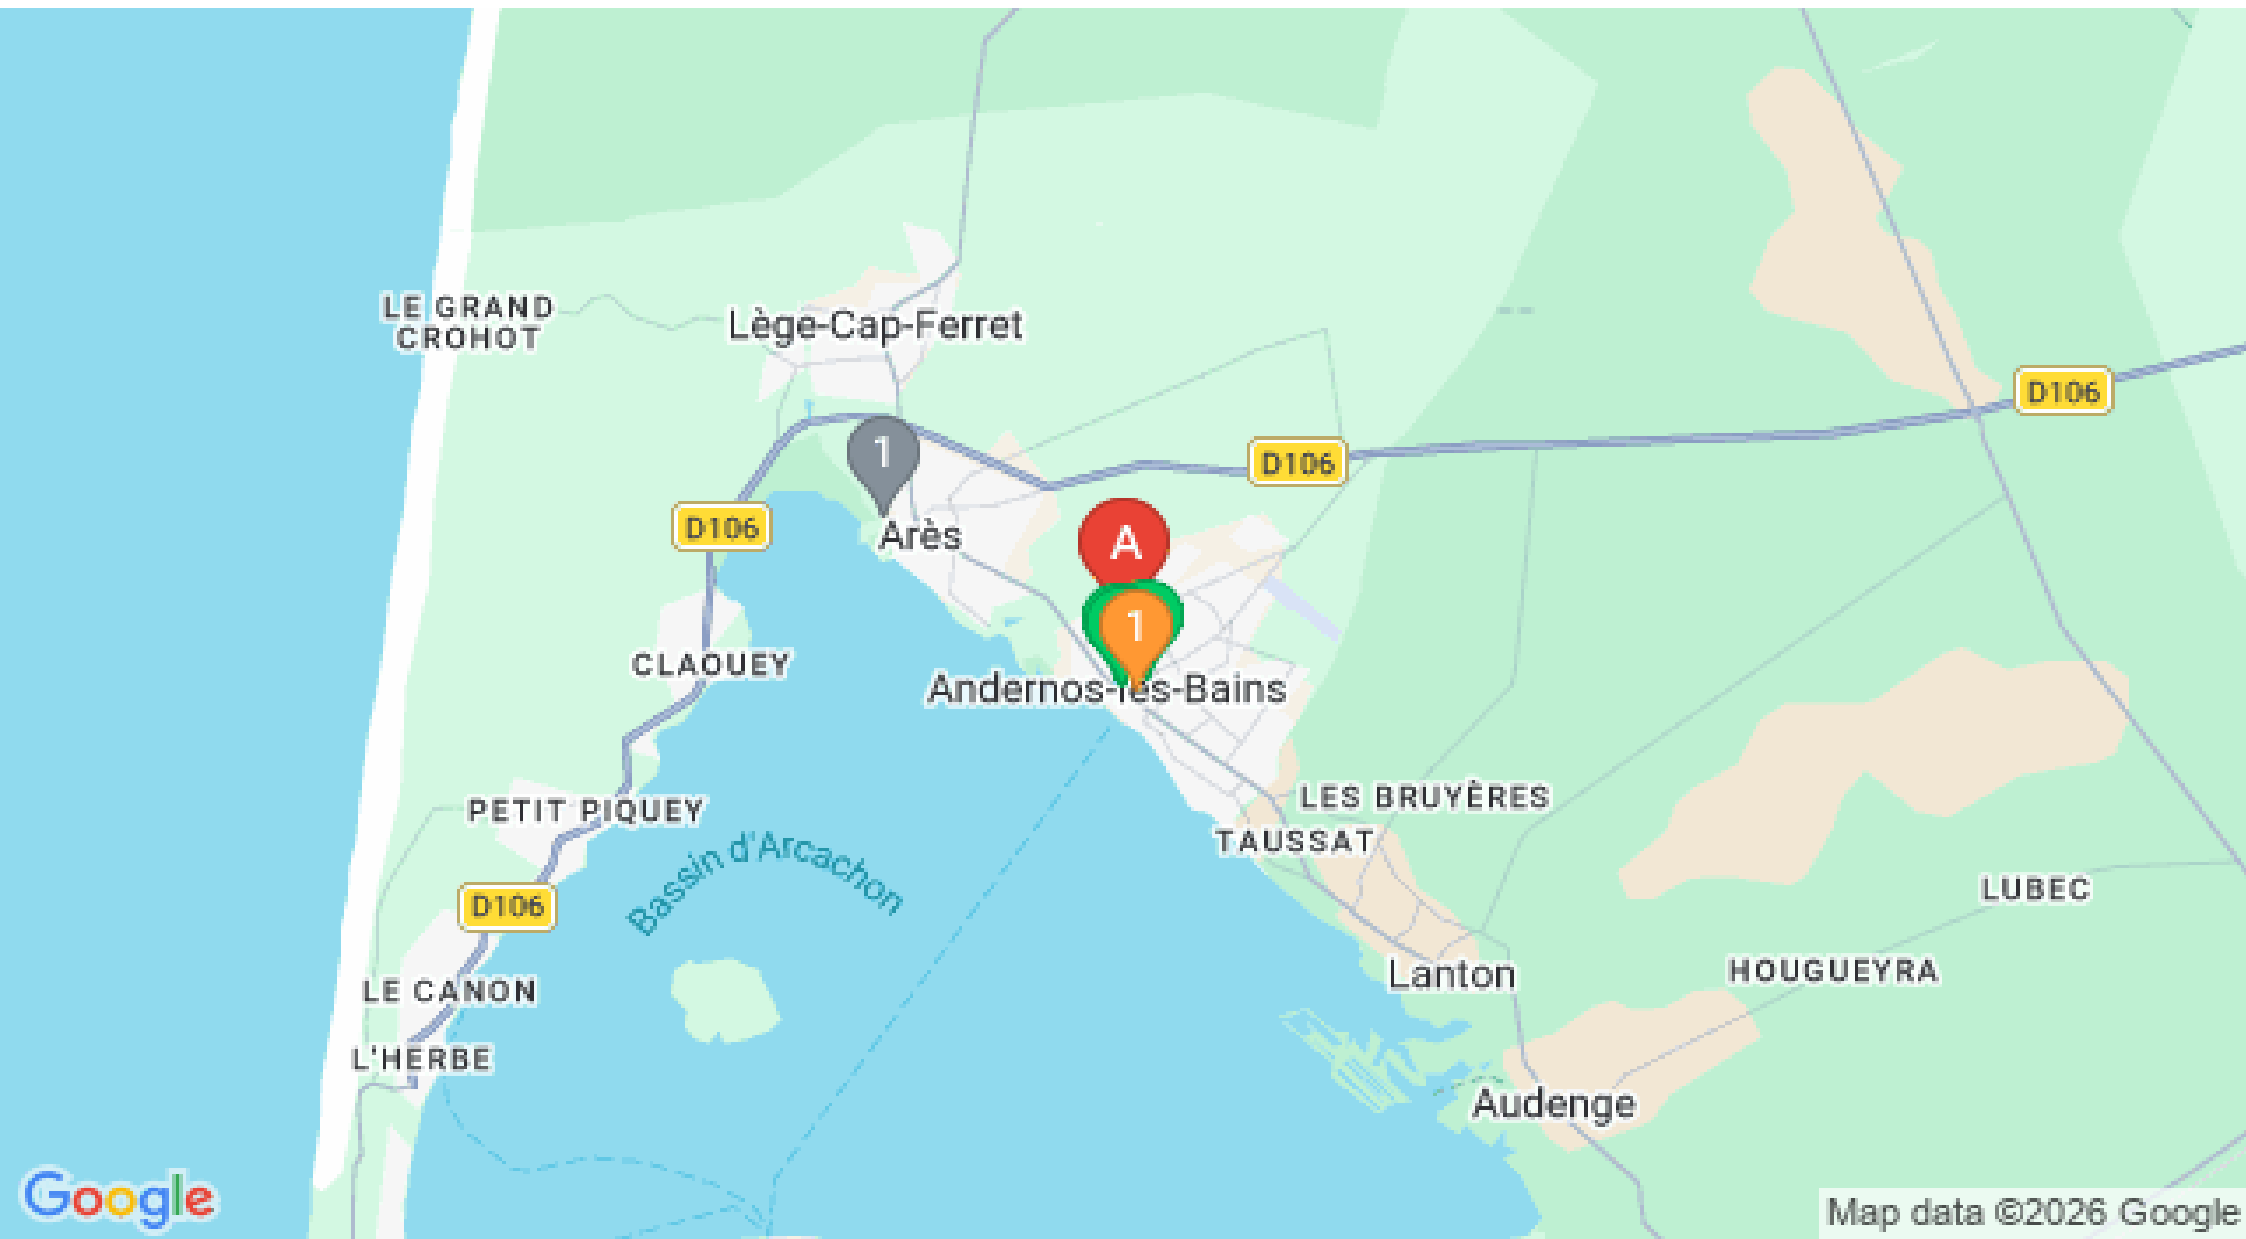 LE GRAND
CROHOT
Lège-Cap-Ferret
D106
1
D106
D106
Arès
A
1
CLAOUEY
Andernos-les-Bains
PETIT PIQUEY
LES BRUYÈRES
TAUSSAT
Bassin d'Arcachon
D106
LUBEC
LE CANON
Lanton
HOUGUEYRA
L'HERBE
Audenge
Google
Map data ©2026 Google